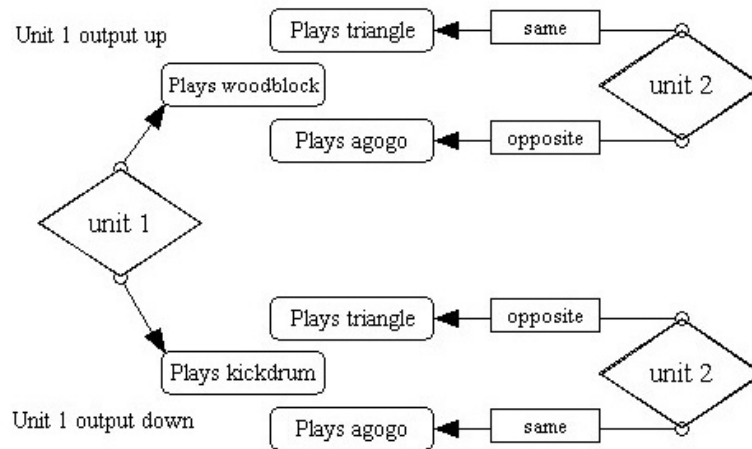 Unit 1 output up
Plays triangle
same
unit 2
Plays woodblock
Plays agogo
opposite
unit 1
Plays triangle
opposite
unit 2
Plays kickdrum
Unit 1 output down
Plays agogo
same